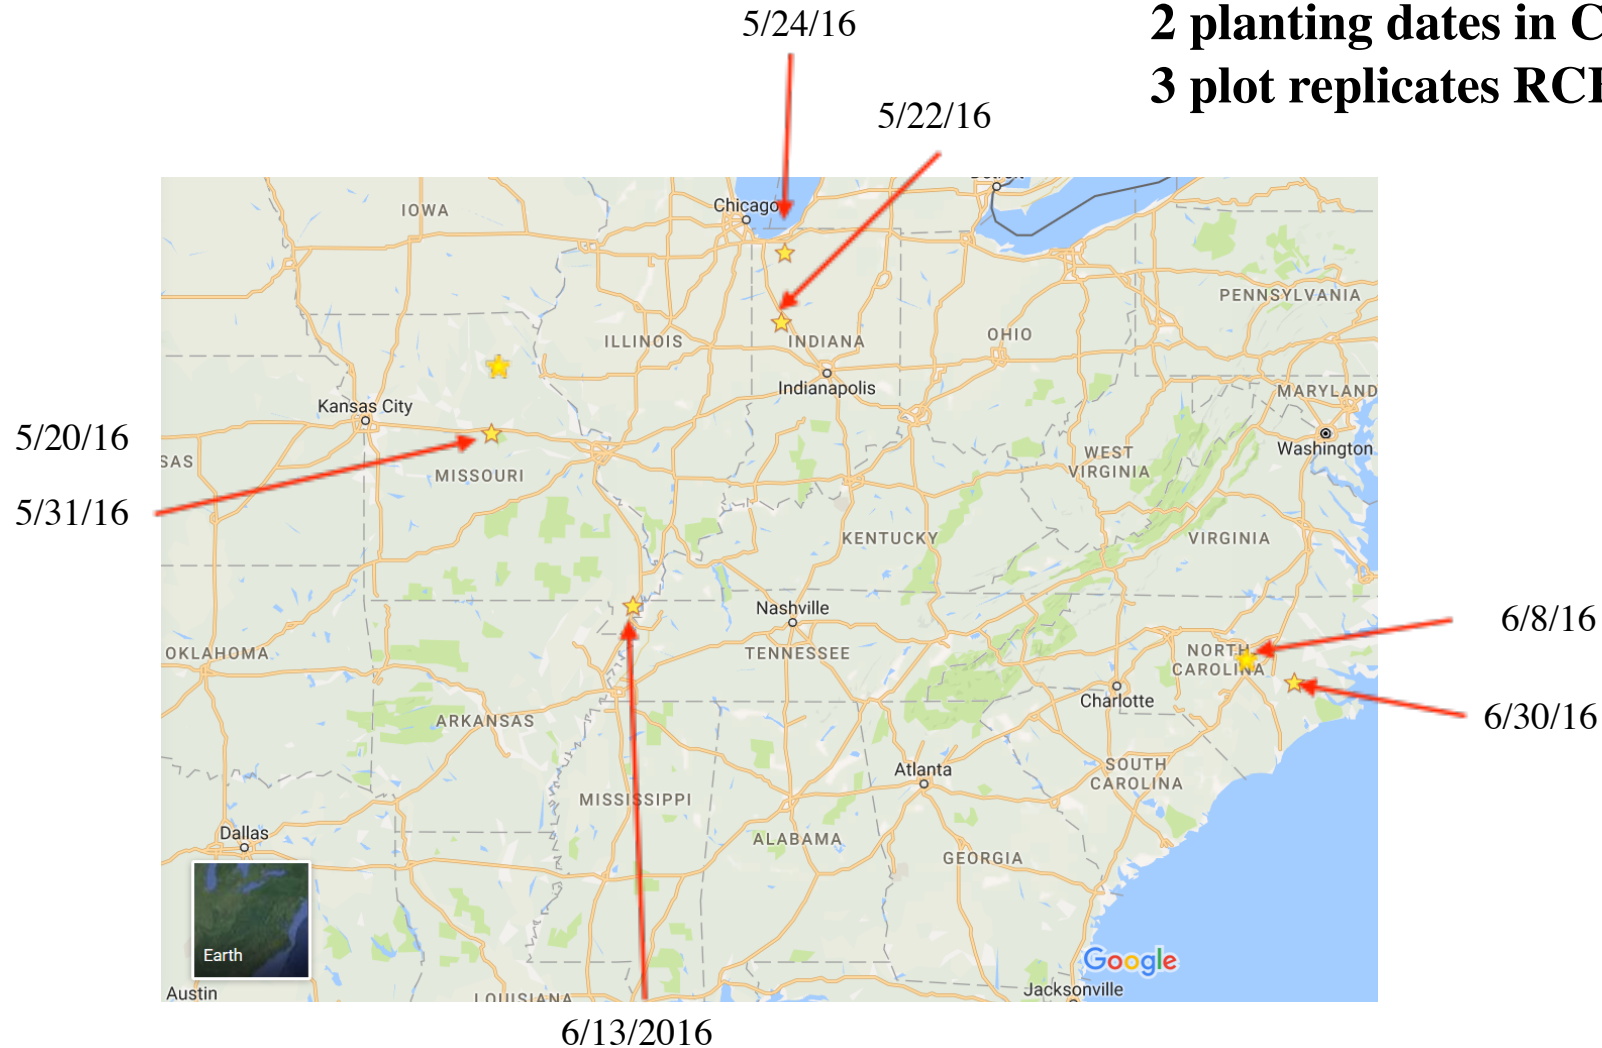 5/24/16
2 planting dates in C
3 plot replicates RC
5/22/16
IOWA
Chicago
PENNSYLVANIA
ILLINOIS
INDIANA
OHIO
Indianapolis
MARYLAND
Kansas City
Washington
5/20/16
SAS
MISSOURI
WEST
VIRGINIA
5/31/16
KENTUCKY
VIRGINIA
Nashville
6/8/16
OKLAHOMA
TENNESSEE
NORTH
CAROLINA
Charlotte
6/30/16
ARKANSAS
Atlanta
SOUTH
CAROLINA
MISSISSIPPI
Dallas
ALABAMA
GEORGIA
Earth
Google
Austin
LOUISIANA
Jacksonville
6/13/2016